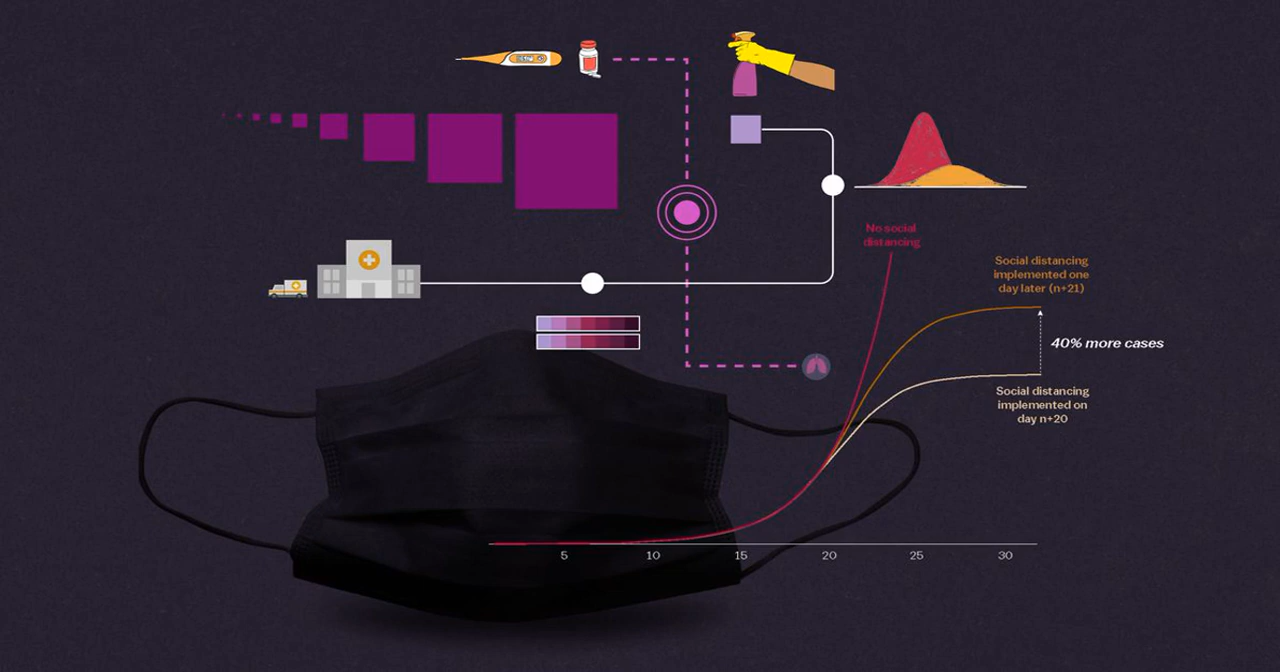 No social
distancing
Social distancing
implemented one
day later (n+21)
40% more cases
Social distancing
implemented on
day n+20
5 10 15 20 25 30